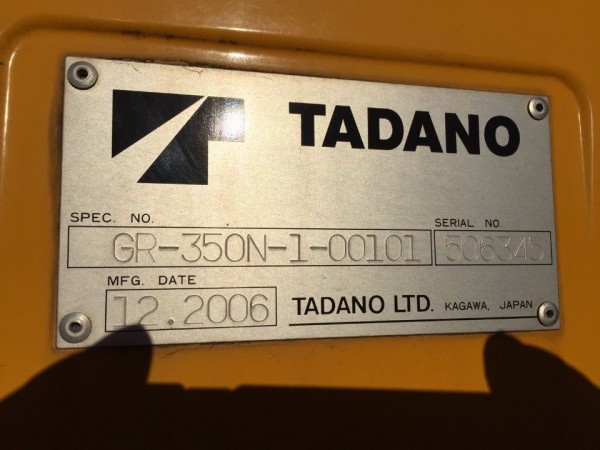 TADANO
SPEC. NO.
SERIAL NO
GR-350N-1-00101
506345
MFG. DATE
12.2006
TADANO LTD. KAGAWA, JAPAN